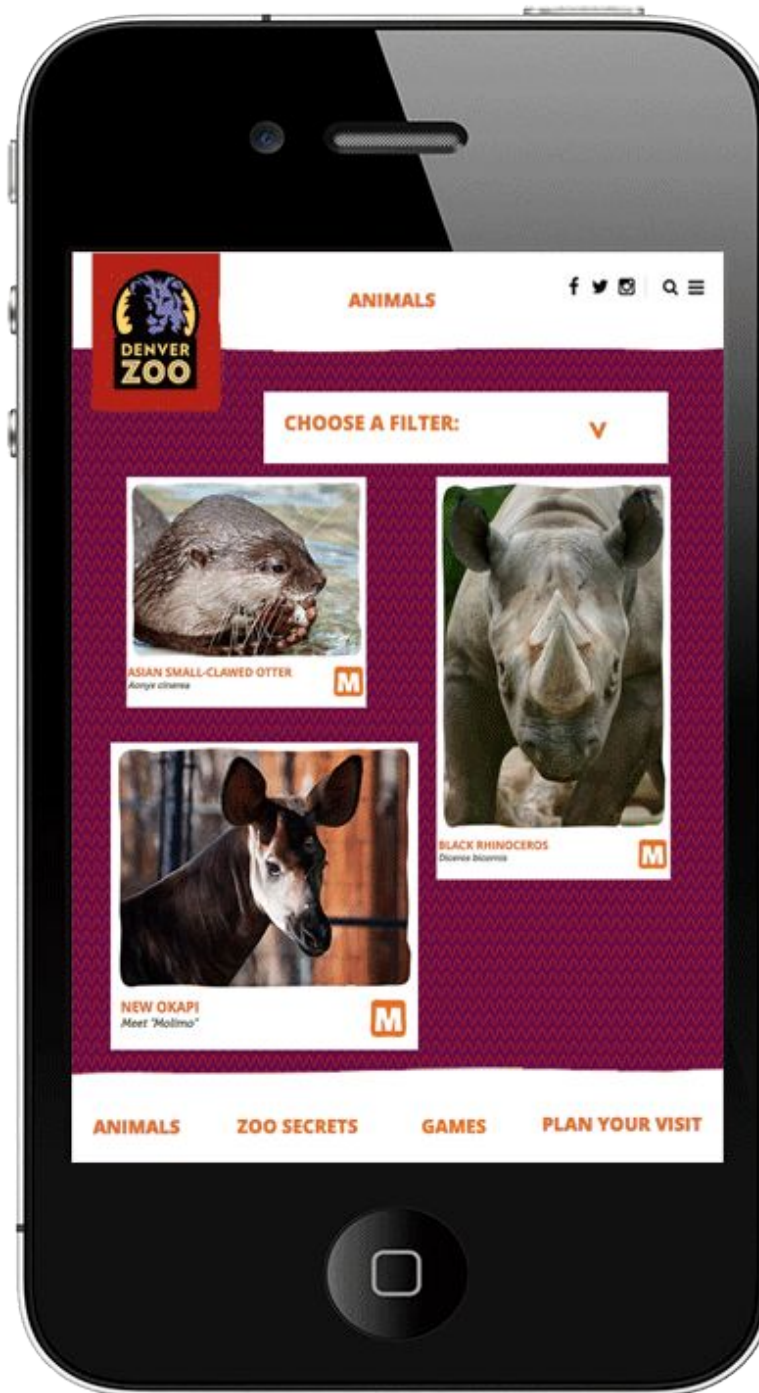 DENVER
ZOO
ANIMALS
CHOOSE A FILTER:
ASIAN SMALL-CLAWED OTTER
Aonyx cinerea
M
BLACK RHINOCEROS
Diceros bicornis
M
NEW OKAPI
Meet "Molimo"
M
ANIMALS ZOO SECRETS GAMES PLAN YOUR VISIT